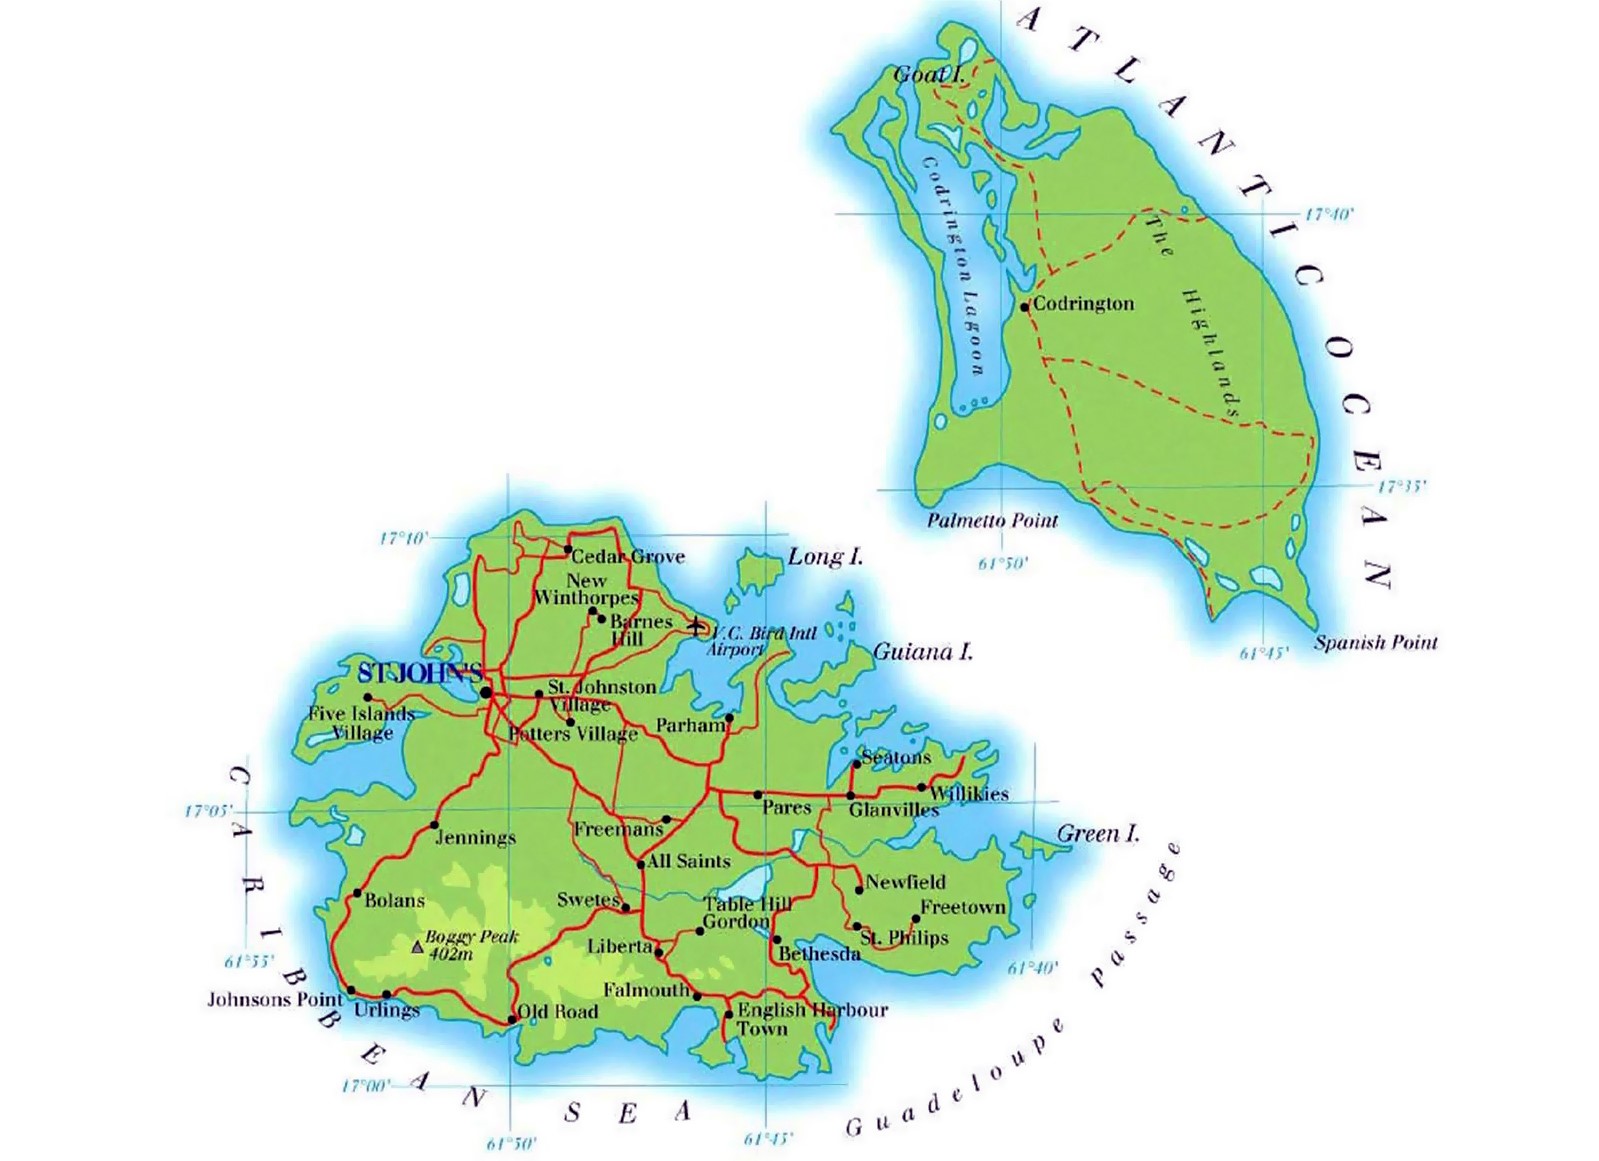 ATLANTIC OCEAN
Goat I.
Codrington Lagoon
17°40'
The Highlands
Codrington
17°35'
Palmetto Point
61°50'
61°45'
Spanish Point
17°10'
Long I.
Cedar Grove
New
Winthorpes
Barnes
Hill
V.C. Bird Intl
Airport
Guiana I.
ST JOHN'S
St. Johnston
Village
Five Islands
Village
Potters Village
Parham
Seatons
Willikies
Pares
Glanvilles
17°05'
Jennings
Freemans
Green I.
All Saints
Bolans
Swetes
Table Hill
Gordon
Newfield
Freetown
St. Philips
Boggy Peak
402m
Liberta
Bethesda
61°55'
61°40'
Johnsons Point
Urlings
Old Road
Falmouth
English Harbour
Town
17°00'
CARIBBEAN SEA
Guadeloupe passage
61°50'
61°45'